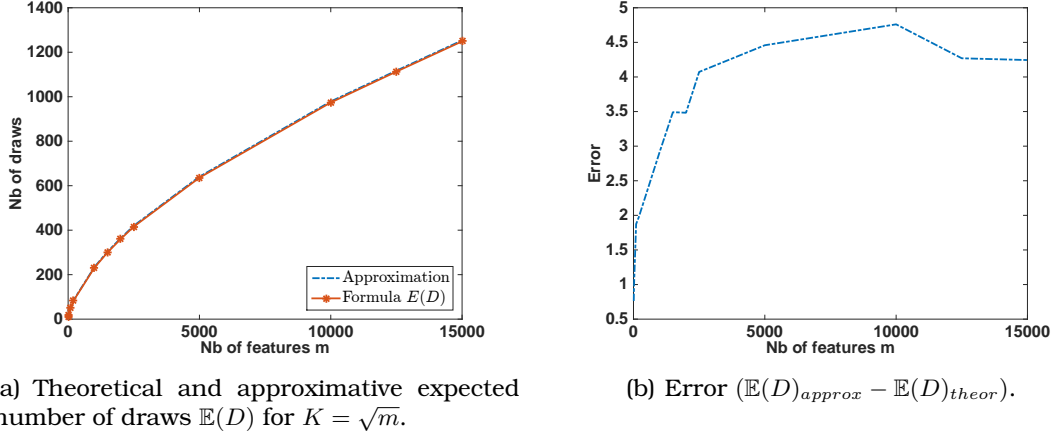 1400
1200
1000
800
600
400
200
0
Nb of draws
0
5000
10000
15000
Nb of features m
Approximation
Formula E(D)
5
4.5
4
3.5
3
2.5
2
1.5
1
0.5
Error
0
5000
10000
15000
Nb of features m
a) Theoretical and approximative expected
number of draws 𝔼(D) for K = √m.
(b) Error (𝔼(D)approx − 𝔼(D)theor).